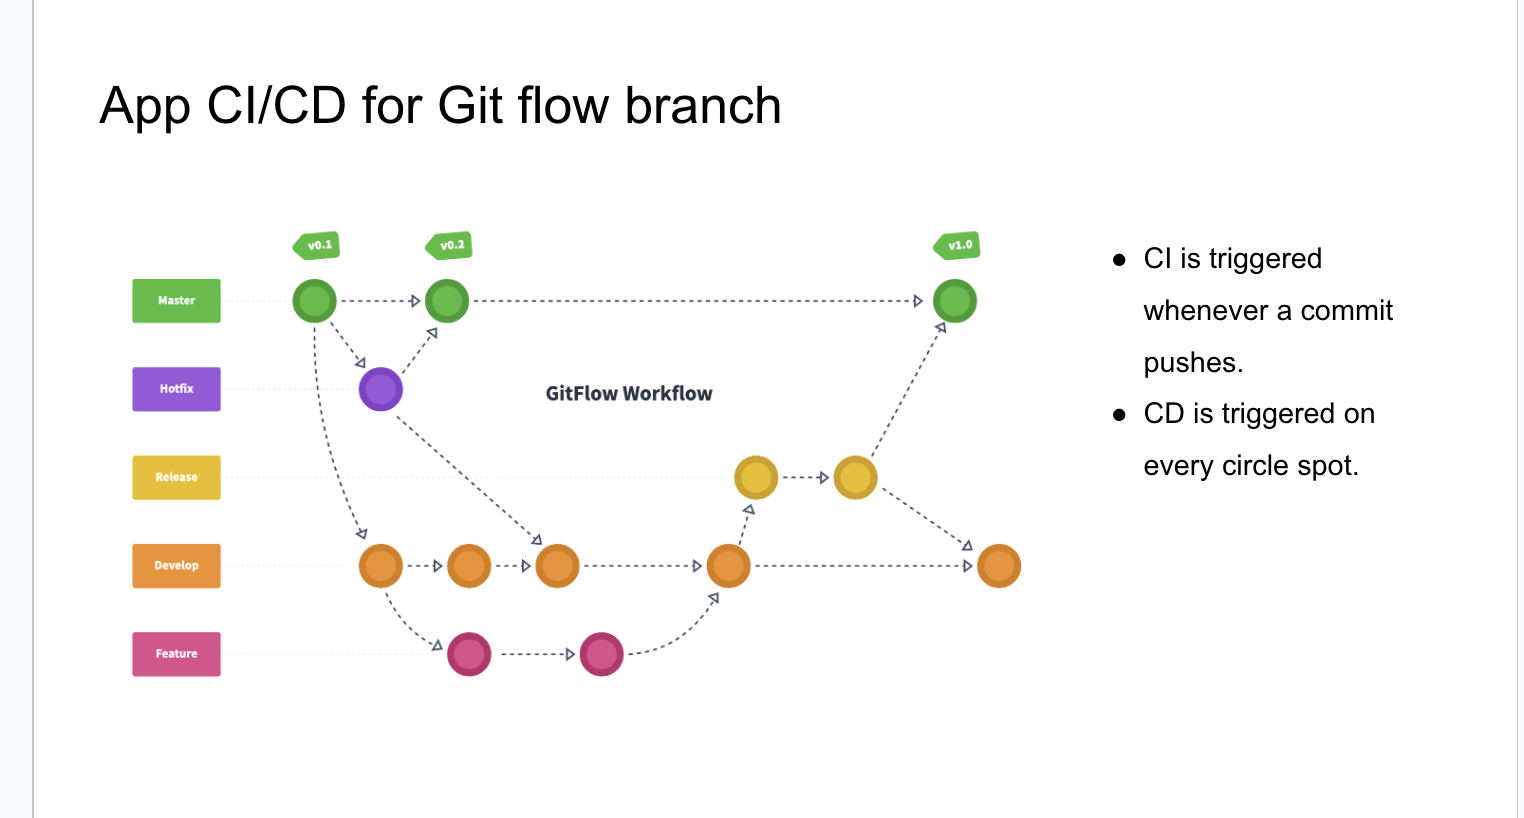 App CI/CD for Git flow branch
v0.1
v0.2
v1.0
Master
Hotfix
GitFlow Workflow
Release
Develop
Feature
● CI is triggered
whenever a commit
pushes.
● CD is triggered on
every circle spot.